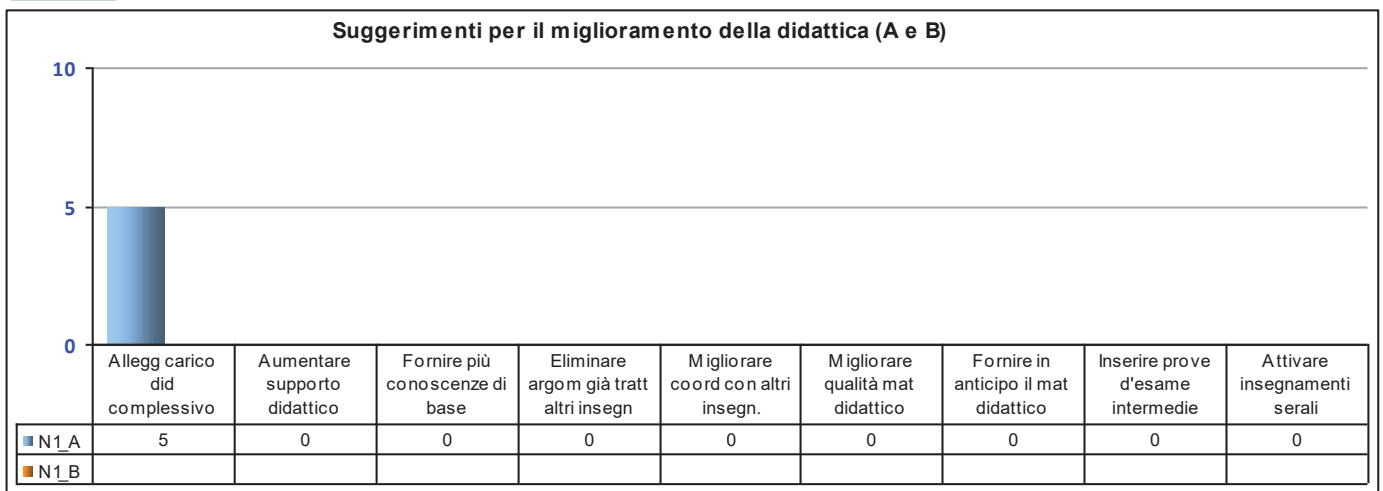 Suggerimenti per il miglioramento della didattica (A e B)
10
5
0
Allegg carico did complessivo
Aumentare supporto didattico
Fornire più conoscenze di base
Eliminare argom già tratt altri insegn
Migliorare coord con altri insegn.
Migliorare qualità mat didattico
Fornire in anticipo il mat didattico
Inserire prove d'esame intermedie
Attivare insegnamenti serali
N1_A 5 0 0 0 0 0 0 0 0
N1_B